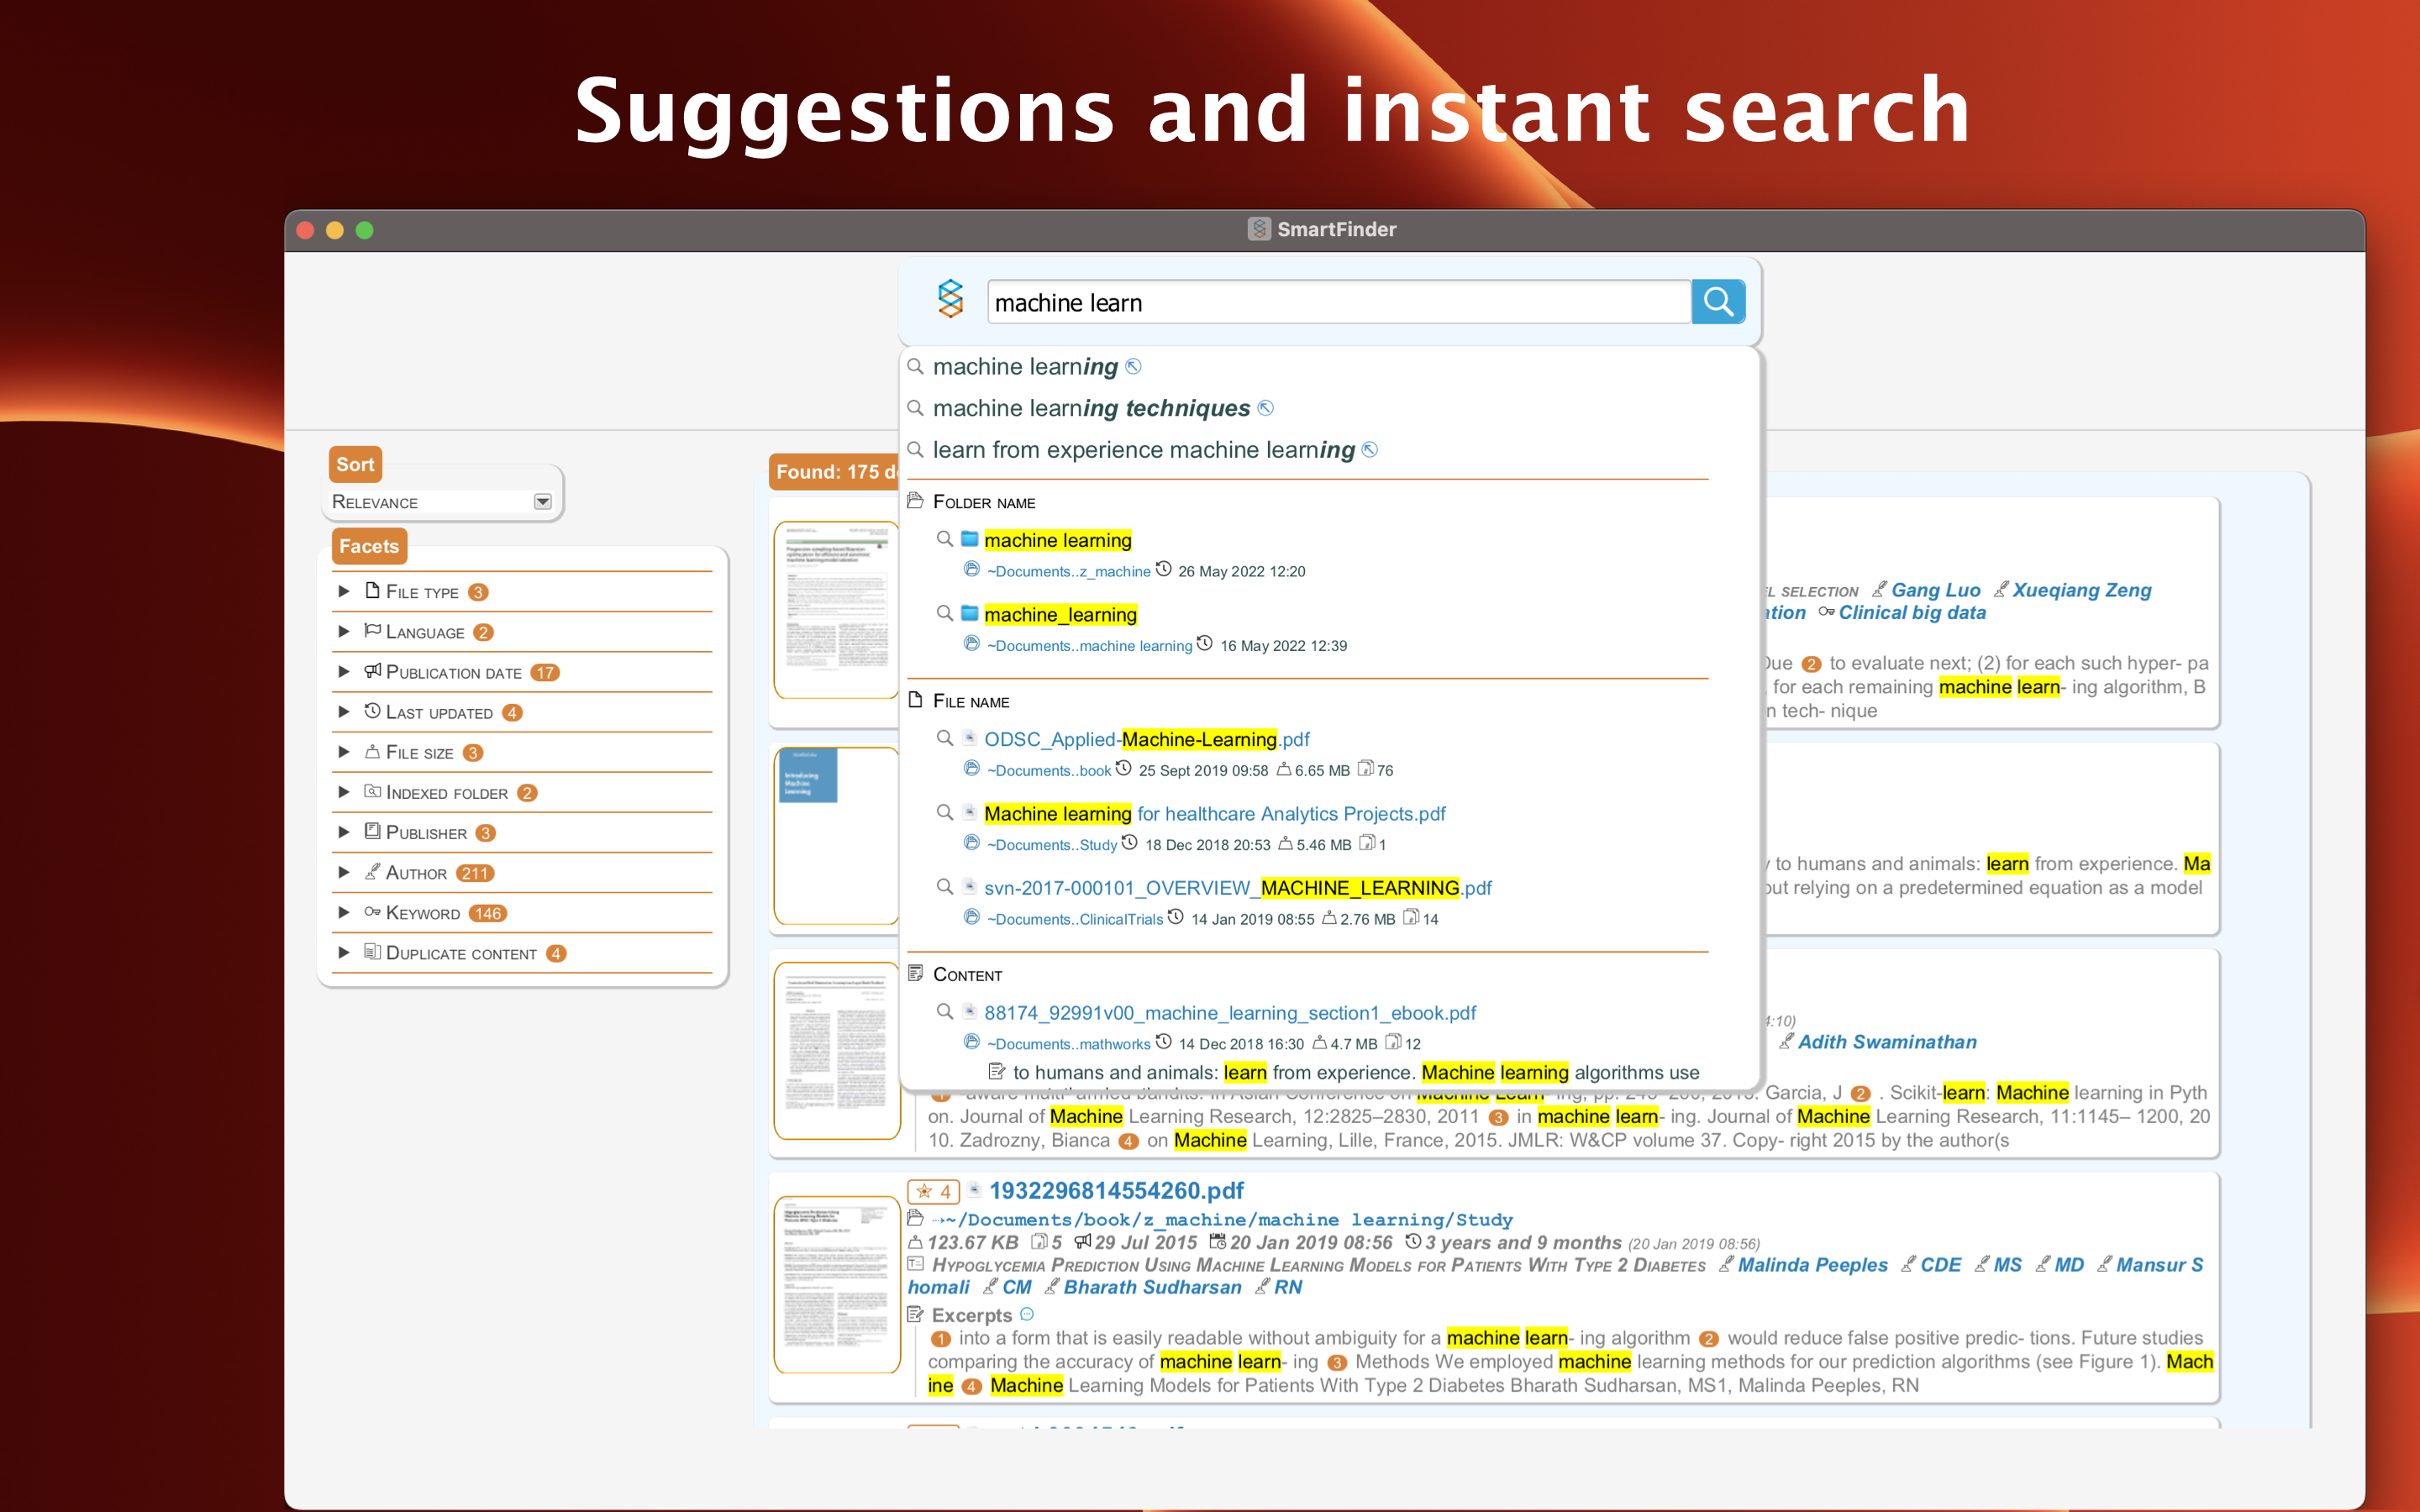 Suggestions and instant search
SmartFinder
machine learn
machine learning
machine learning techniques
learn from experience machine learning
Sort
RELEVANCE
Facets
FILE TYPE 3
LANGUAGE 2
PUBLICATION DATE 17
LAST UPDATED 4
FILE SIZE 3
INDEXED FOLDER 2
PUBLISHER 3
AUTHOR 211
KEYWORD 146
DUPLICATE CONTENT 4
Found: 175 d
FOLDER NAME
machine learning
~Documents..z_machine 26 May 2022 12:20
machine_learning
~Documents..machine learning 16 May 2022 12:39
FILE NAME
ODSC_Applied-Machine-Learning.pdf
~Documents..book 25 Sept 2019 09:58 6.65 MB 76
Machine learning for healthcare Analytics Projects.pdf
~Documents..Study 18 Dec 2018 20:53 5.46 MB 1
svn-2017-000101_OVERVIEW_MACHINE_LEARNING.pdf
~Documents..ClinicalTrials 14 Jan 2019 08:55 2.76 MB 14
CONTENT
88174_92991v00_machine_learning_section1_ebook.pdf
~Documents..mathworks 14 Dec 2018 16:30 4.7 MB 12
to humans and animals: learn from experience. Machine learning algorithms use
L SELECTION Gang Luo Xueqiang Zeng
tion Clinical big data
Due 2 to evaluate next; (2) for each such hyper- pa
for each remaining machine learn- ing algorithm, B
n tech- nique
Introducing
Machine
Learning
to humans and animals: learn from experience. Ma
out relying on a predetermined equation as a model
4:10)
Adith Swaminathan
Garcia, J 2 . Scikit-learn: Machine learning in Pyth
on. Journal of Machine Learning Research, 12:2825–2830, 2011 3 in machine learn- ing. Journal of Machine Learning Research, 11:1145– 1200, 20
10. Zadrozny, Bianca 4 on Machine Learning, Lille, France, 2015. JMLR: W&CP volume 37. Copy- right 2015 by the author(s
4 1932296814554260.pdf
~/Documents/book/z_machine/machine learning/Study
123.67 KB 5 29 Jul 2015 20 Jan 2019 08:56 3 years and 9 months (20 Jan 2019 08:56)
HYPOGLYCEMIA PREDICTION USING MACHINE LEARNING MODELS FOR PATIENTS WITH TYPE 2 DIABETES Malinda Peeples CDE MS MD Mansur S
homali CM Bharath Sudharsan RN
Excerpts
1 into a form that is easily readable without ambiguity for a machine learn- ing algorithm 2 would reduce false positive predic- tions. Future studies
comparing the accuracy of machine learn- ing 3 Methods We employed machine learning methods for our prediction algorithms (see Figure 1). Mach
ine 4 Machine Learning Models for Patients With Type 2 Diabetes Bharath Sudharsan, MS1, Malinda Peeples, RN